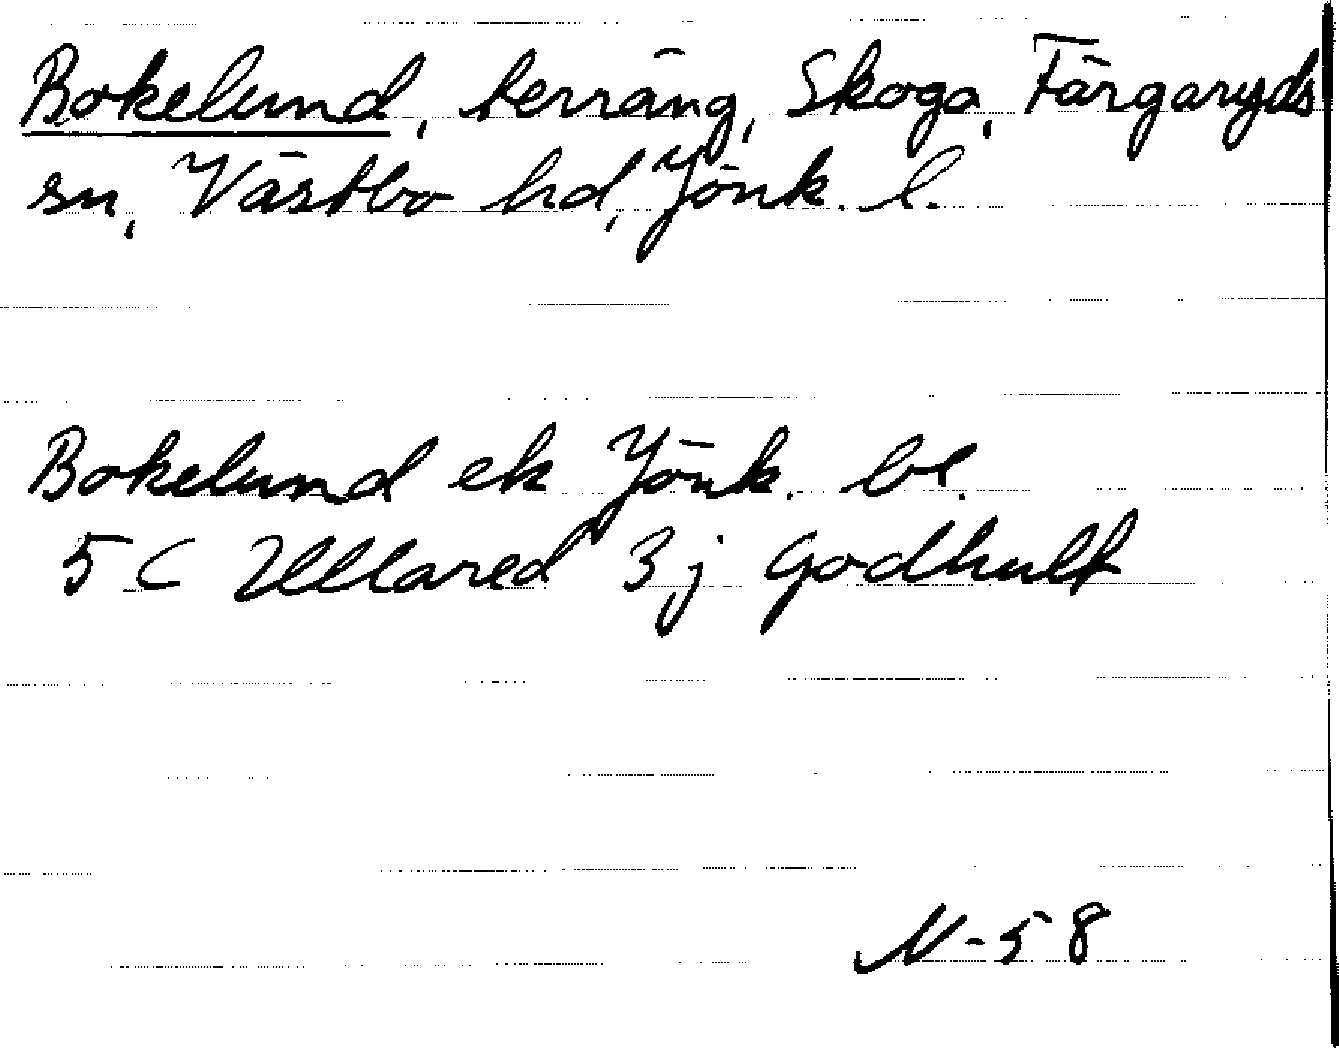 Bokelund, terräng, Skoga, Färgaryds
sn, Västbo hd, Jönk. l.
Bokelund ek Jönk. bl.
5 C Ullared 3 j Godhult
N-58